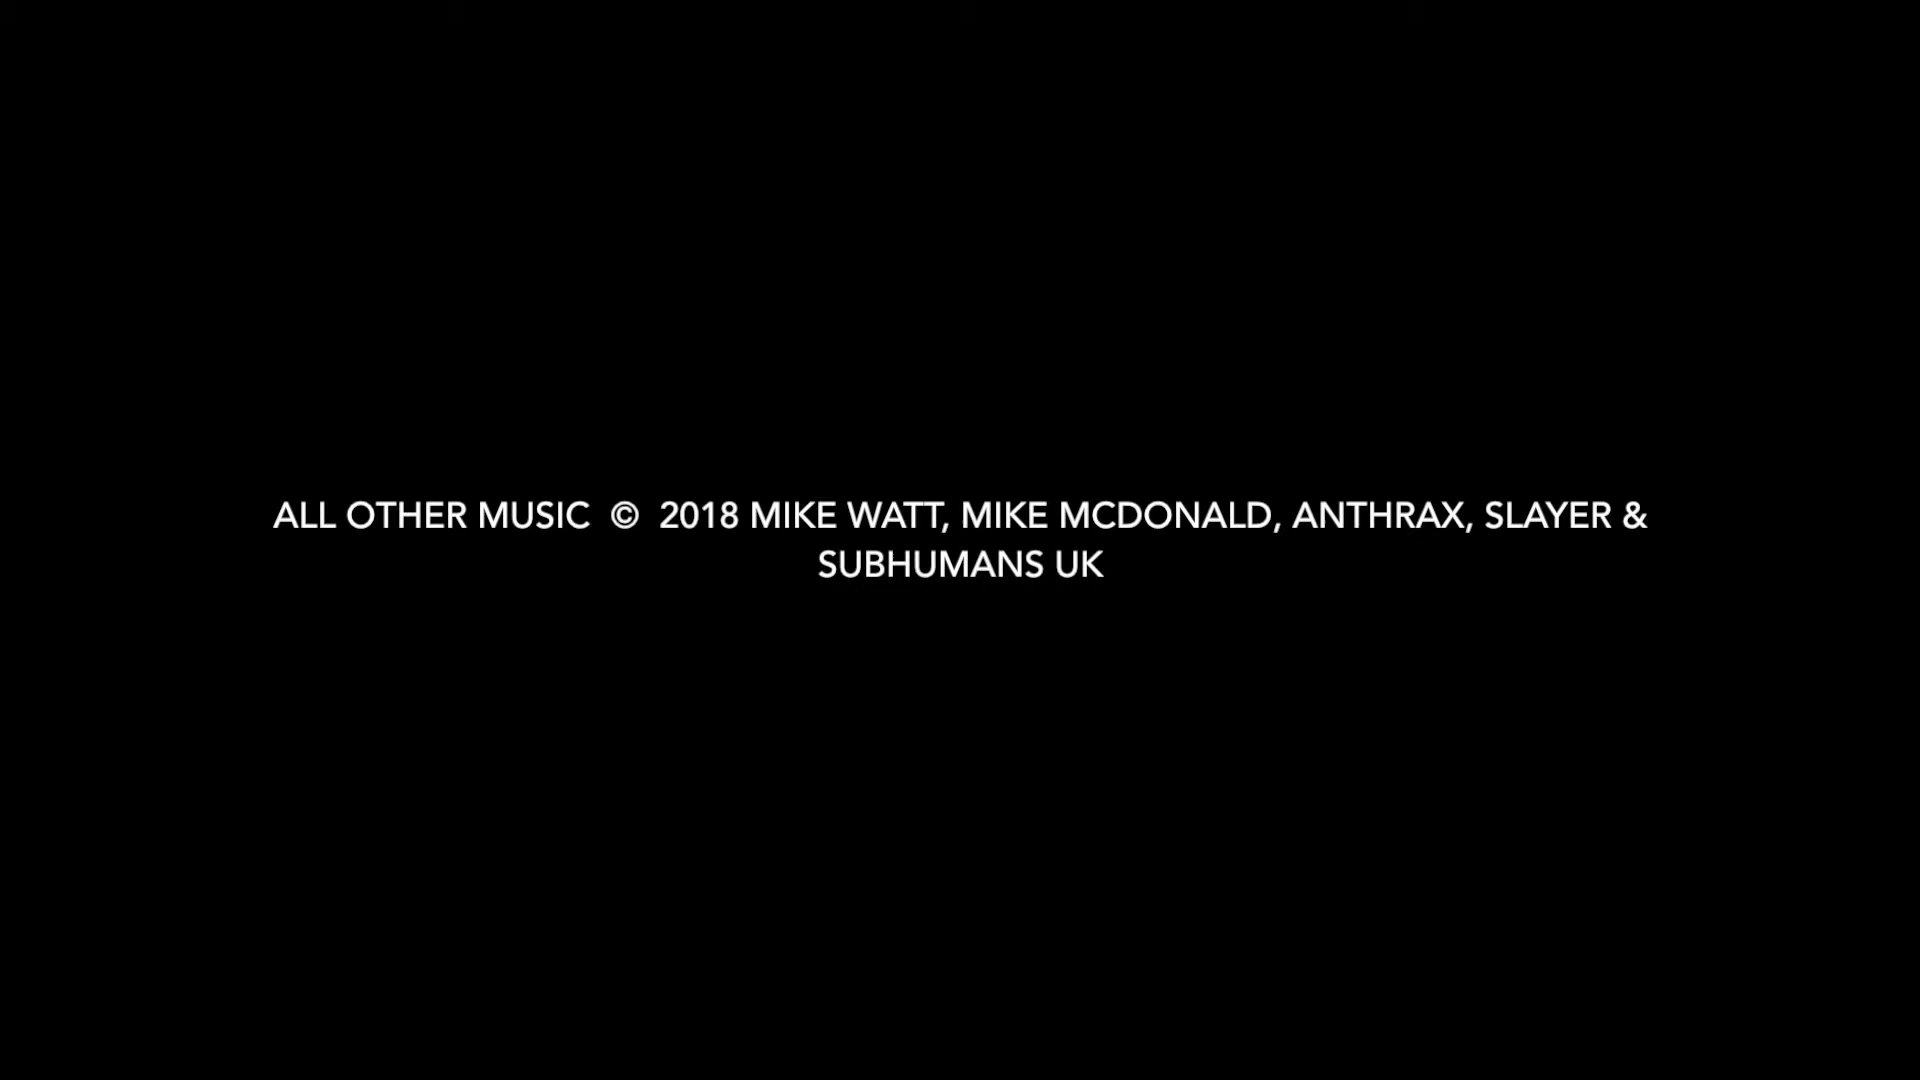 ALL OTHER MUSIC © 2018 MIKE WATT, MIKE MCDONALD, ANTHRAX, SLAYER &
SUBHUMANS UK